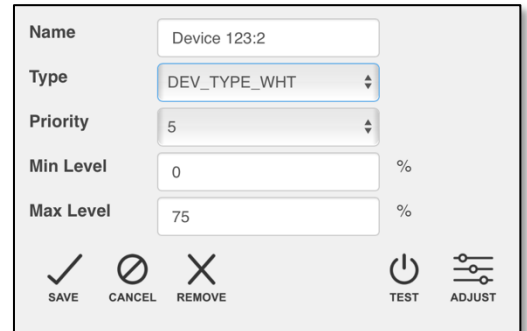 Name Device 123:2
Type DEV_TYPE_WHT
Priority 5
Min Level 0 %
Max Level 75 %
SAVE CANCEL REMOVE TEST ADJUST